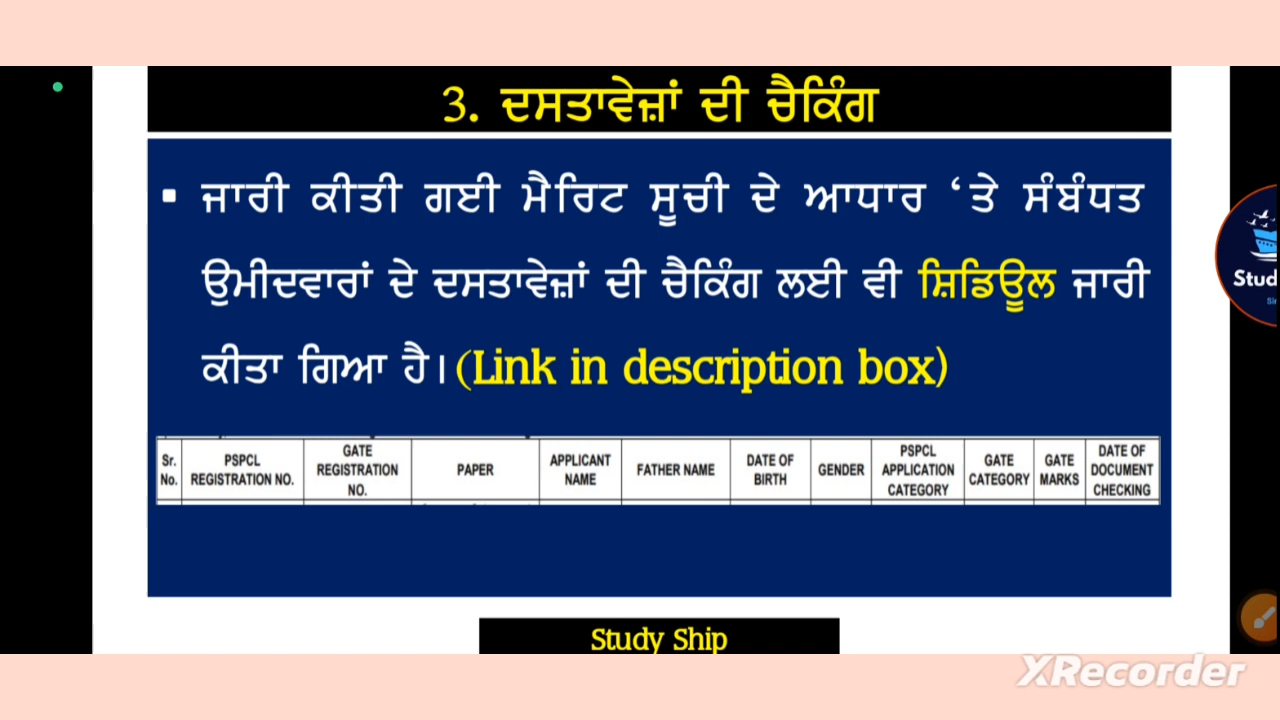 3. ਦਸਤਾਵੇਜ਼ਾਂ ਦੀ ਚੈਕਿੰਗ
▪ ਜਾਰੀ ਕੀਤੀ ਗਈ ਮੈਰਿਟ ਸੂਚੀ ਦੇ ਆਧਾਰ ‘ਤੇ ਸੰਬੰਧਤ
ਉਮੀਦਵਾਰਾਂ ਦੇ ਦਸਤਾਵੇਜ਼ਾਂ ਦੀ ਚੈਕਿੰਗ ਲਈ ਵੀ ਸ਼ਿਡਿਊਲ ਜਾਰੀ
ਕੀਤਾ ਗਿਆ ਹੈ। (Link in description box)
Sr. No. PSPCL REGISTRATION NO. GATE REGISTRATION NO. PAPER APPLICANT NAME FATHER NAME DATE OF BIRTH GENDER PSPCL APPLICATION CATEGORY GATE CATEGORY GATE MARKS DATE OF DOCUMENT CHECKING
Stud
Study Ship
XRecorder